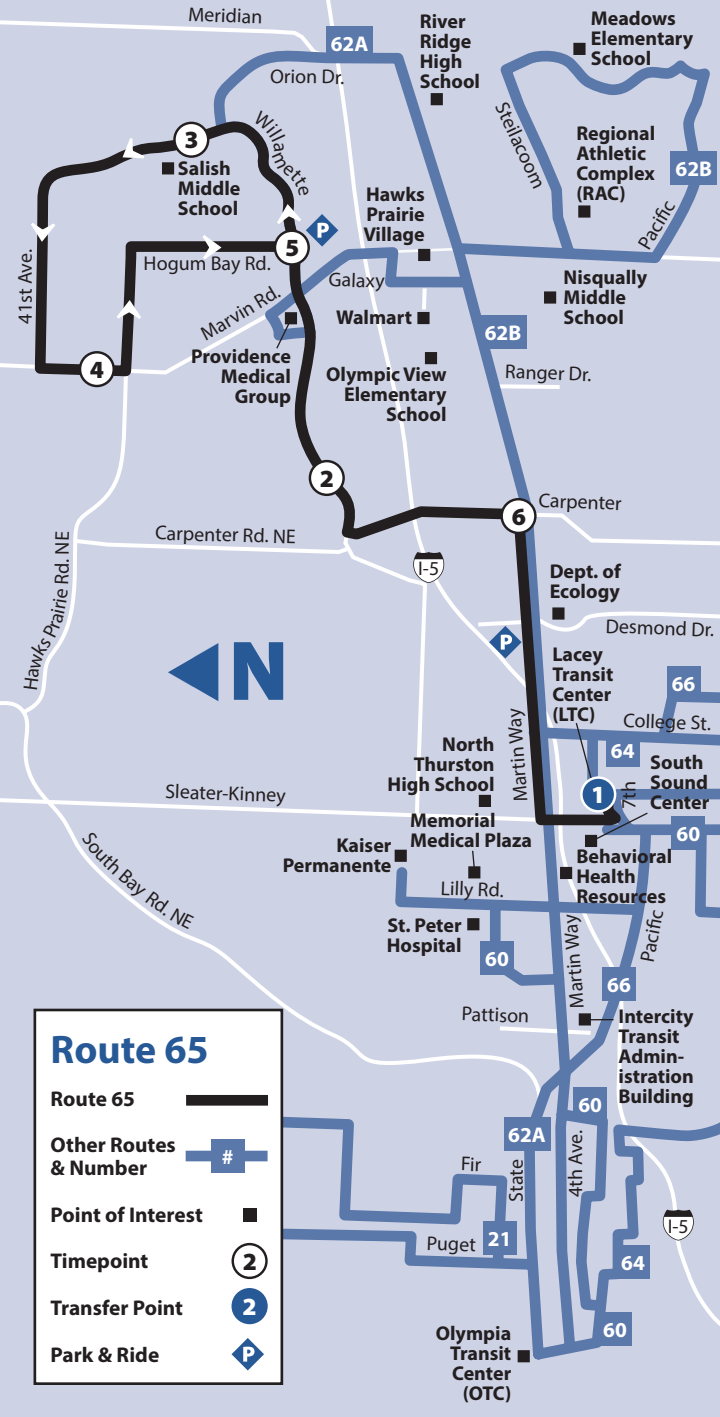 Meridian
62A
River
Ridge
High
School
Meadows
Elementary
School
Orion Dr.
Willamette
3
Salish
Middle
School
Steilacoom
Regional
Athletic
Complex
(RAC)
62B
Pacific
Hawks
Prairie
Village
P
5
41st Ave.
Hogum Bay Rd.
Galaxy
Marvin Rd.
Nisqually
Middle
School
Walmart
62B
Providence
Medical
Group
Olympic View
Elementary
School
Ranger Dr.
4
2
6
Carpenter
Carpenter Rd. NE
Hawks Prairie Rd. NE
I-5
Dept. of
Ecology
Desmond Dr.
P
N
Lacey
Transit
Center
(LTC)
66
College St.
64
Martin Way
North
Thurston
High School
South
Sound
Center
1
7th
Sleater-Kinney
Memorial
Medical Plaza
60
Kaiser
Permanente
Behavioral
Health
Resources
Lilly Rd.
South Bay Rd. NE
St. Peter
Hospital
Martin Way
Pacific
60
66
Pattison
Intercity
Transit
Admin-
istration
Building
Route 65
Route 65
Other Routes
& Number
#
Point of Interest
Timepoint
2
Transfer Point
2
Park & Ride
P
60
62A
State
4th Ave.
Fir
21
Puget
I-5
64
60
Olympia
Transit
Center
(OTC)